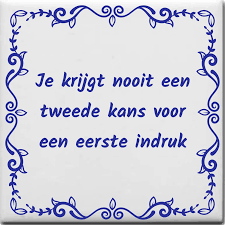 Je krijgt nooit een
tweede kans voor
een eerste indruk